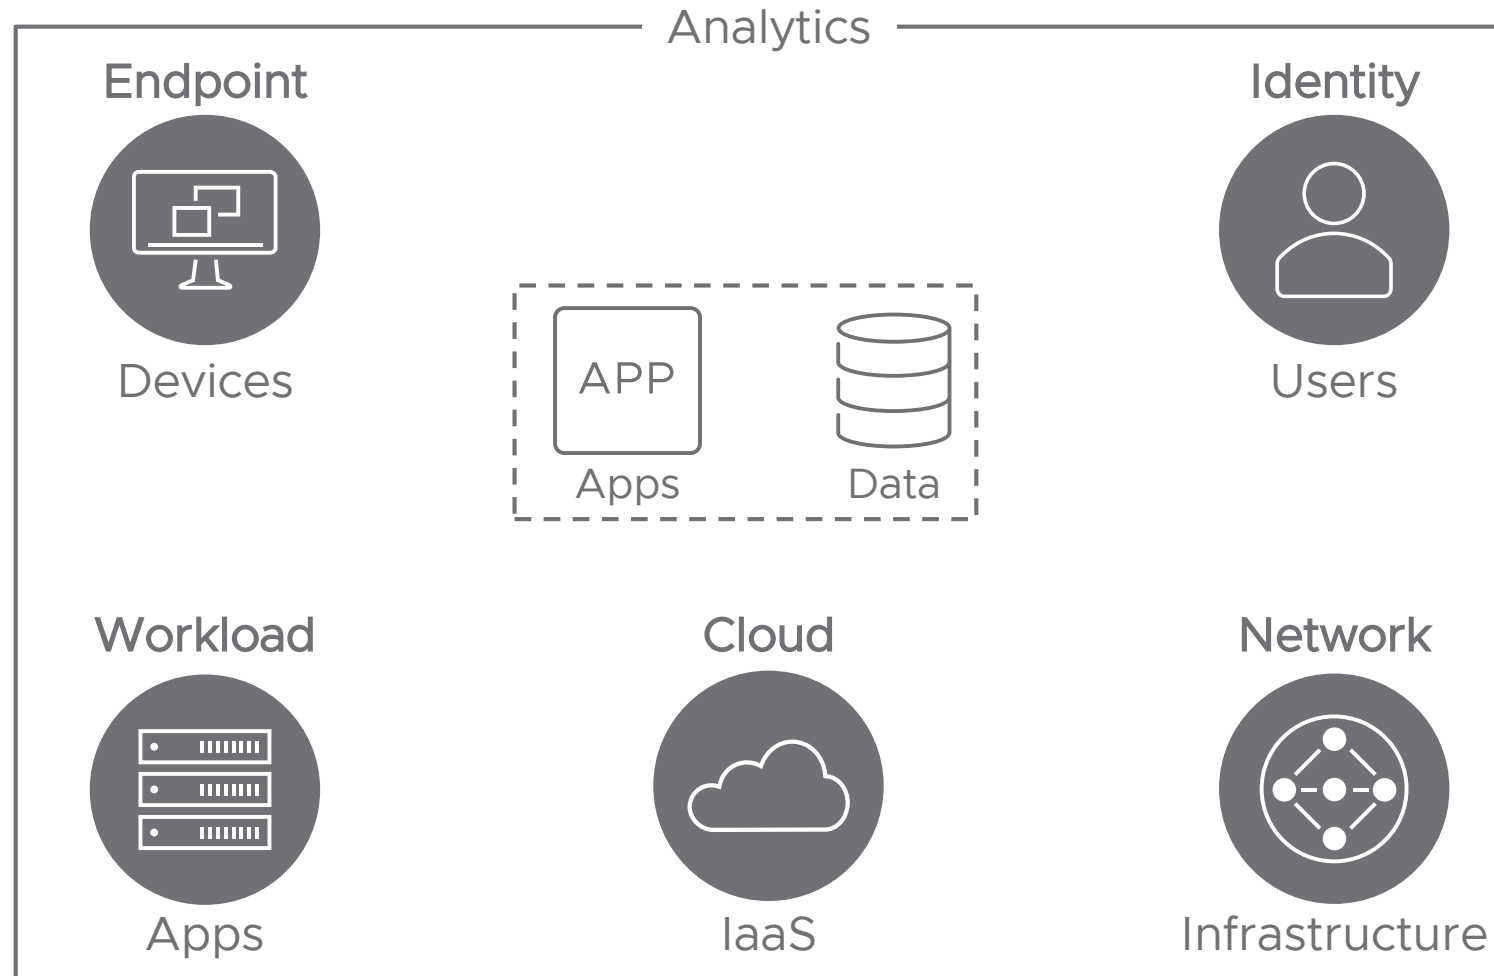 Analytics
Endpoint
Identity
Devices
Users
APP
Apps
Data
Workload
Cloud
Network
Apps
IaaS
Infrastructure